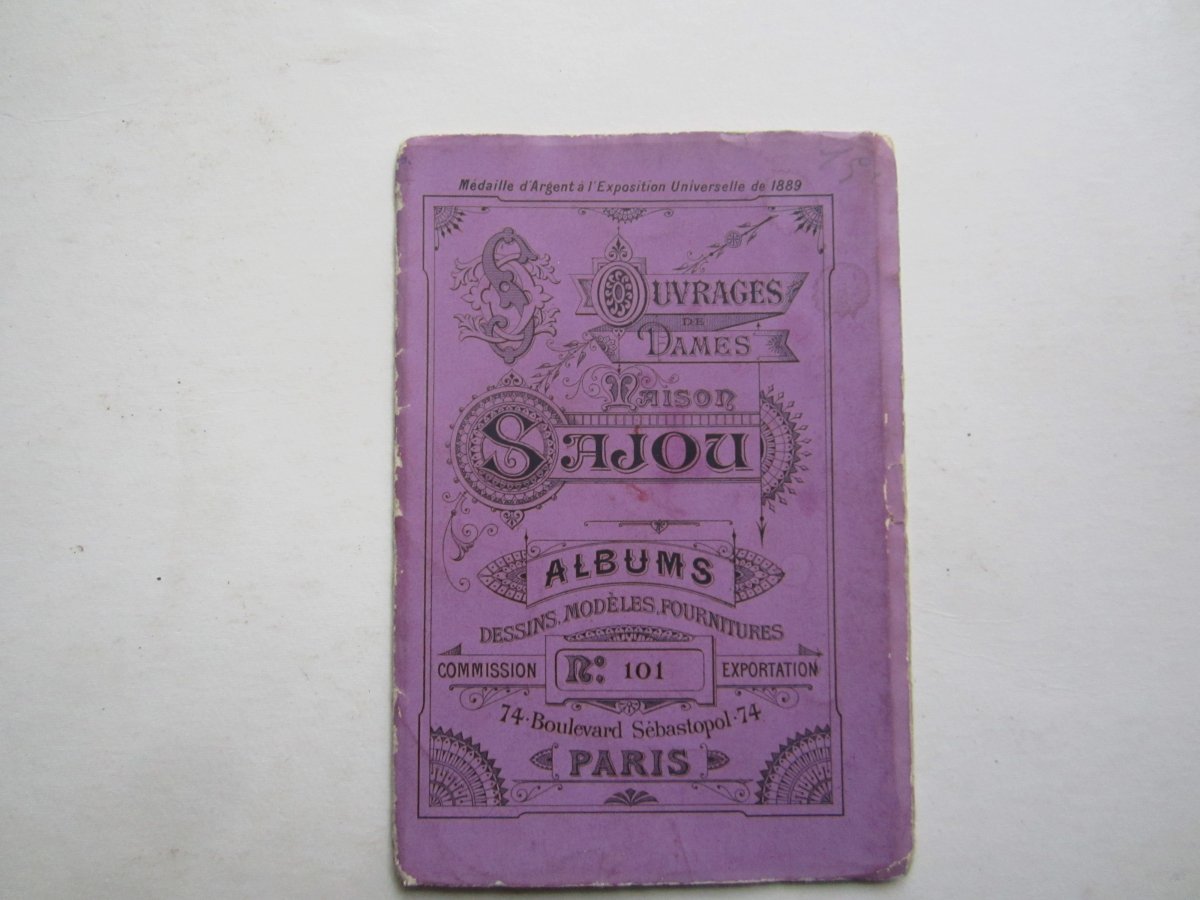 Médaille d'Argent à l'Exposition Universelle de 1889
S
OUVRAGES
DE
DAMES
MAISON
SAJOU
ALBUMS
DESSINS, MODÈLES, FOURNITURES
COMMISSION No: 101 EXPORTATION
74·Boulevard Sébastopol·74
PARIS